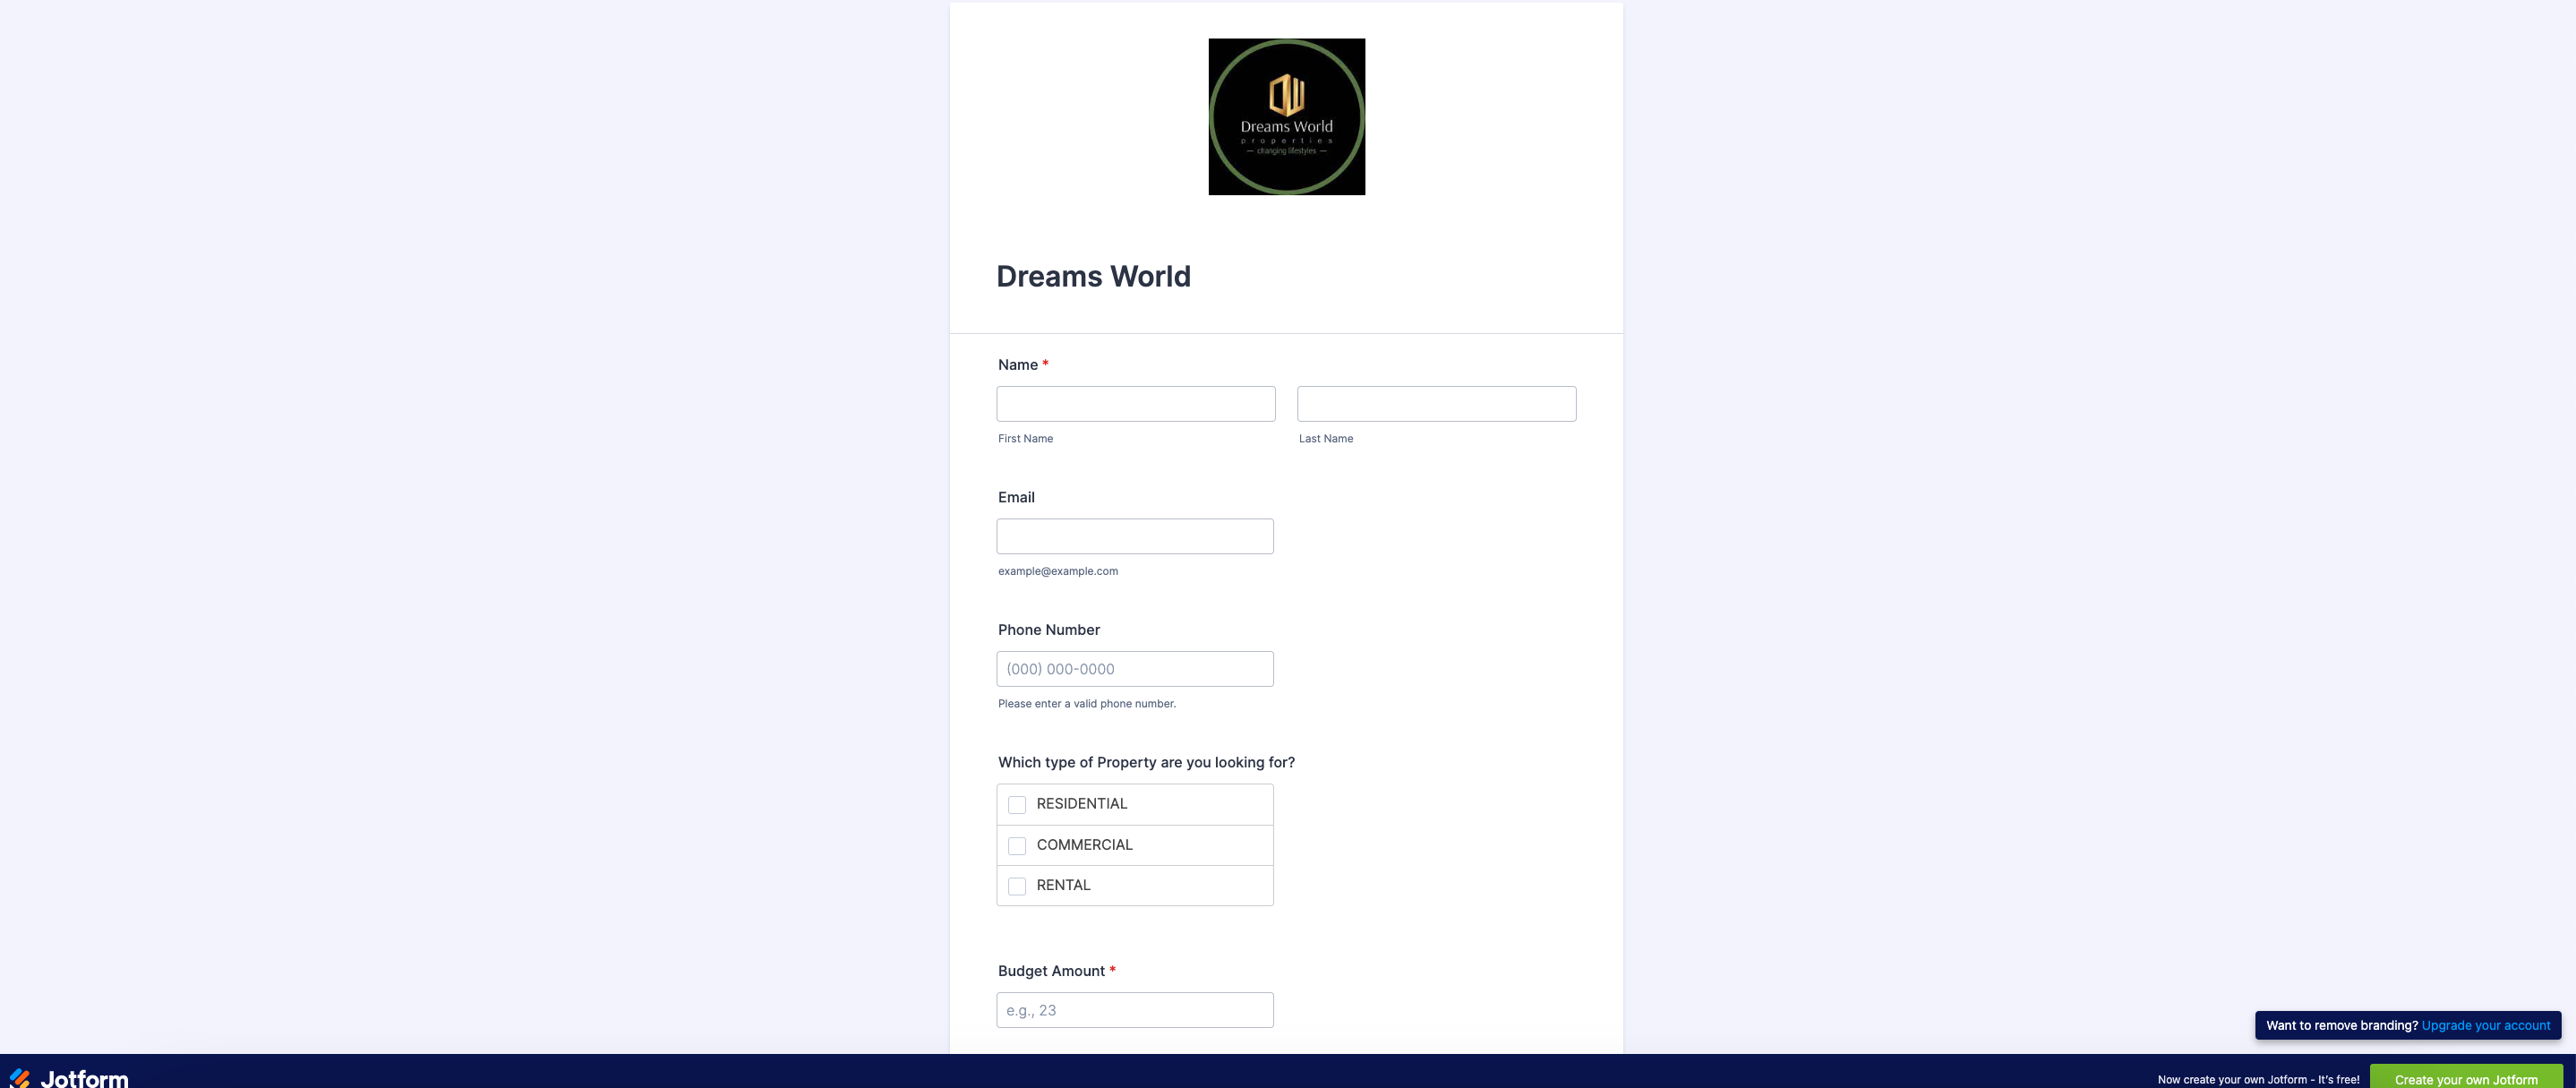 Dreams World
properties
— changing lifestyles —
Dreams World
Name *
First Name
Last Name
Email
example@example.com
Phone Number
(000) 000-0000
Please enter a valid phone number.
Which type of Property are you looking for?
RESIDENTIAL
COMMERCIAL
RENTAL
Budget Amount *
e.g., 23
Want to remove branding? Upgrade your account
Jotform
Now create your own Jotform - It's free!
Create your own Jotform